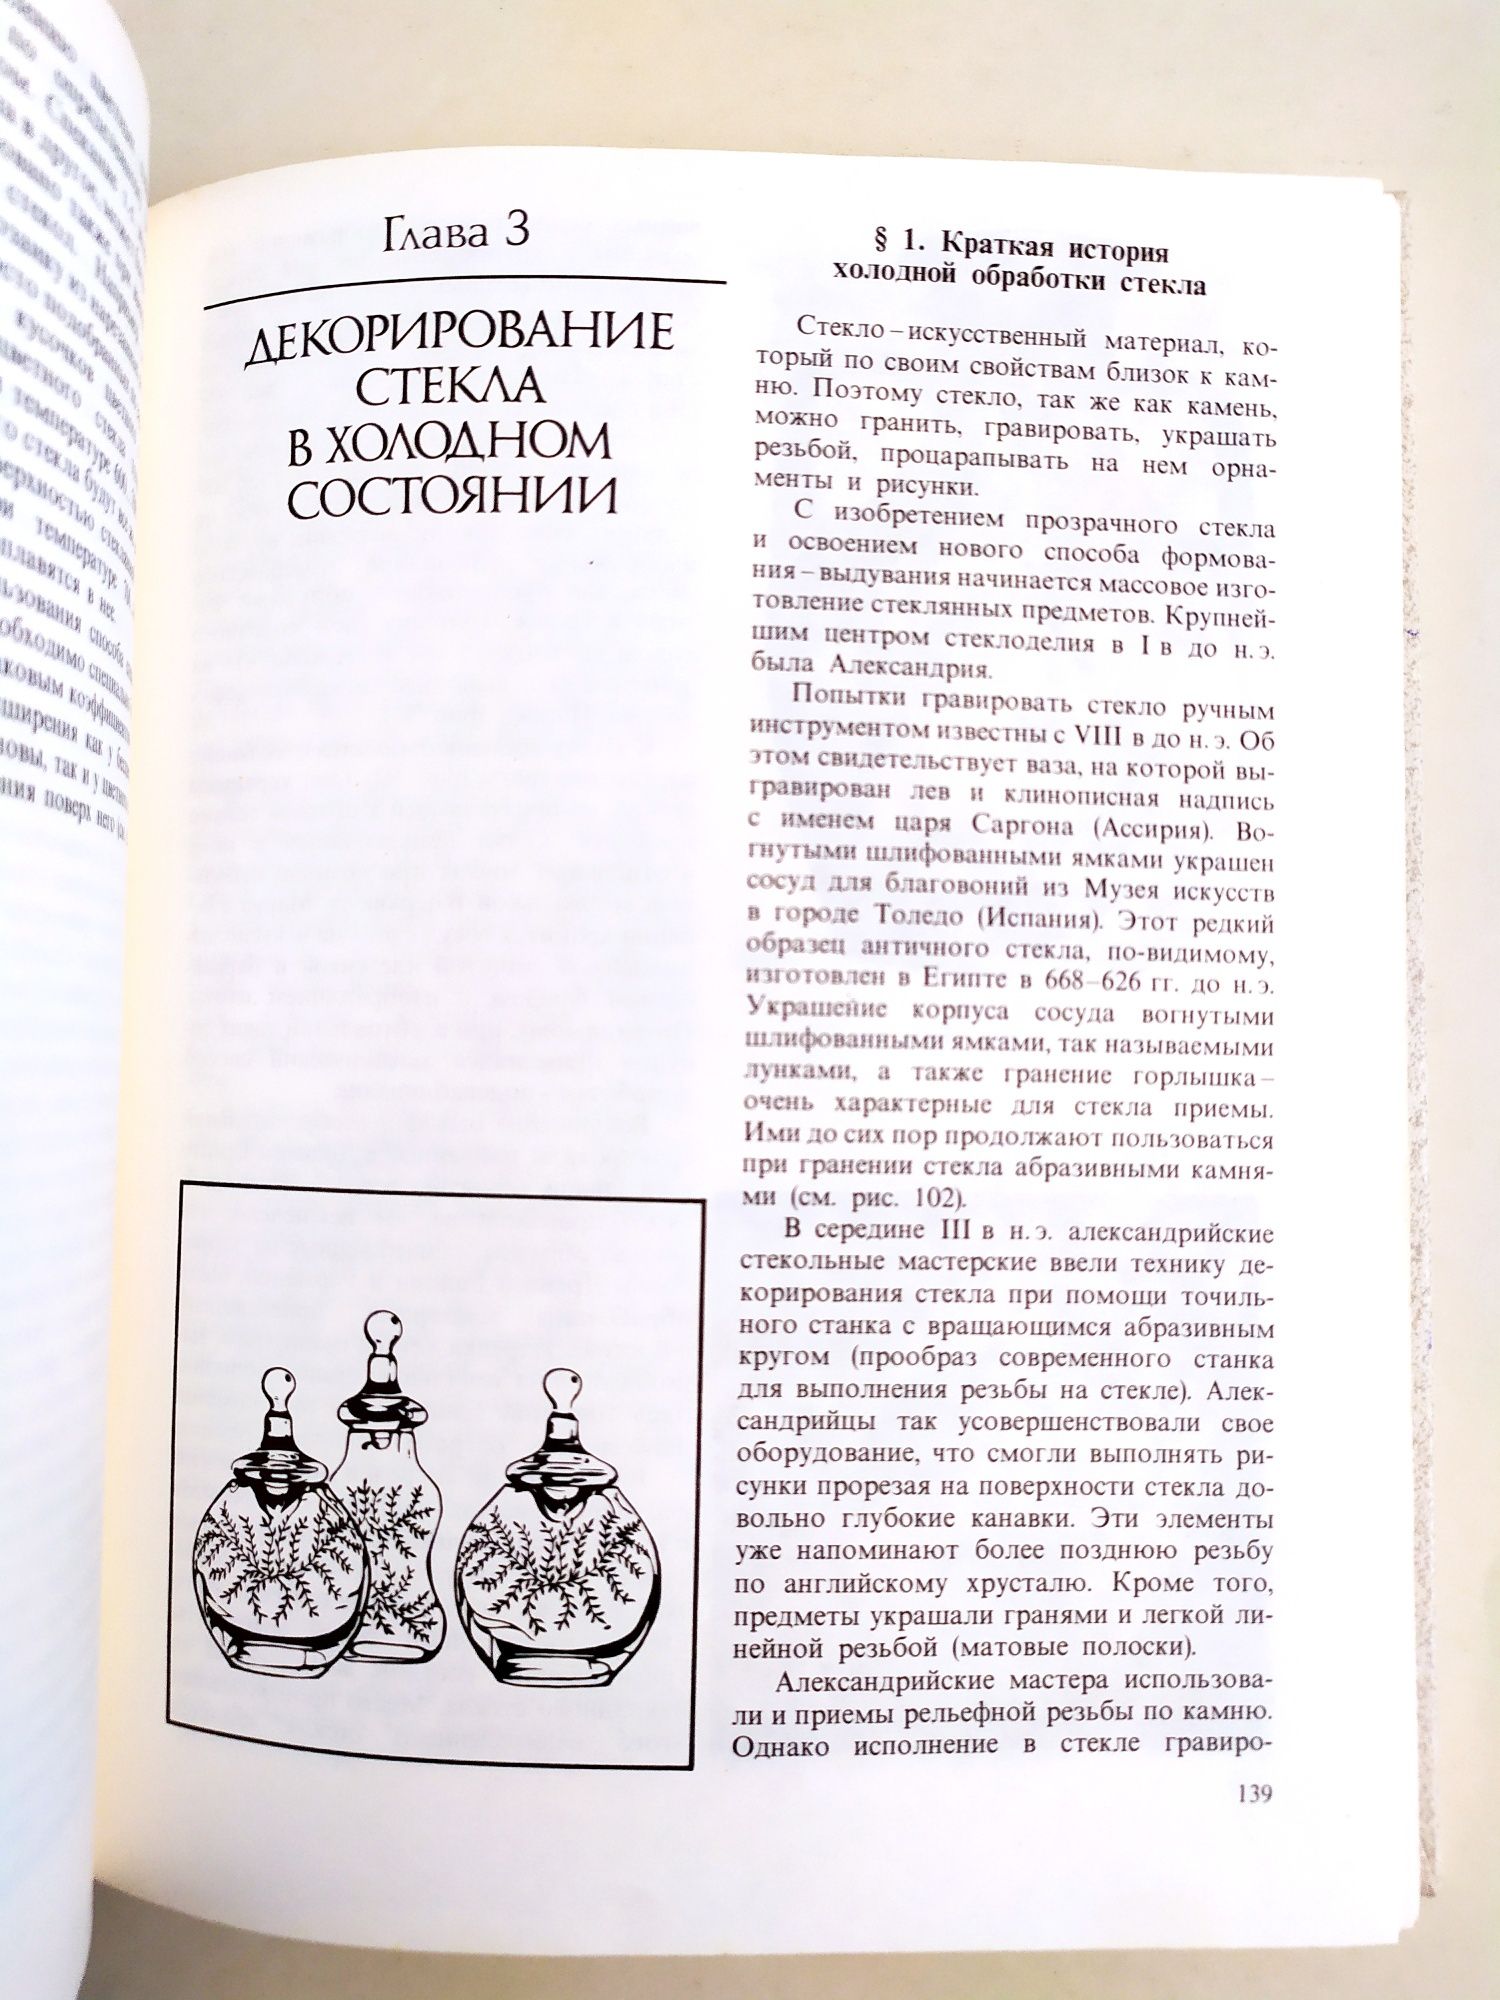 Глава 3
ДЕКОРИРОВАНИЕ
СТЕКЛА
В ХОЛОДНОМ
СОСТОЯНИИ
§ 1. Краткая история
холодной обработки стекла
Стекло – искусственный материал, ко-
торый по своим свойствам близок к кам-
ню. Поэтому стекло, так же как камень,
можно гранить, гравировать, украшать
резьбой, процарапывать на нем орна-
менты и рисунки.
С изобретением прозрачного стекла
и освоением нового способа формова-
ния – выдувания начинается массовое изго-
товление стеклянных предметов. Крупней-
шим центром стеклоделия в I в до н. э.
была Александрия.
Попытки гравировать стекло ручным
инструментом известны с VIII в до н. э. Об
этом свидетельствует ваза, на которой вы-
гравирован лев и клинописная надпись
с именем царя Саргона (Ассирия). Во-
гнутыми шлифованными ямками украшен
сосуд для благовоний из Музея искусств
в городе Толедо (Испания). Этот редкий
образец античного стекла, по-видимому,
изготовлен в Египте в 668–626 гг. до н. э.
Украшение корпуса сосуда вогнутыми
шлифованными ямками, так называемыми
лунками, а также гранение горлышка –
очень характерные для стекла приемы.
Ими до сих пор продолжают пользоваться
при гранении стекла абразивными камня-
ми (см. рис. 102).
В середине III в н. э. александрийские
стекольные мастерские ввели технику де-
корирования стекла при помощи точиль-
ного станка с вращающимся абразивным
кругом (прообраз современного станка
для выполнения резьбы на стекле). Алек-
сандрийцы так усовершенствовали свое
оборудование, что смогли выполнять ри-
сунки прорезая на поверхности стекла до-
вольно глубокие канавки. Эти элементы
уже напоминают более позднюю резьбу
по английскому хрусталю. Кроме того,
предметы украшали гранями и легкой ли-
нейной резьбой (матовые полоски).
Александрийские мастера использова-
ли и приемы рельефной резьбы по камню.
Однако исполнение в стекле гравиро-
139